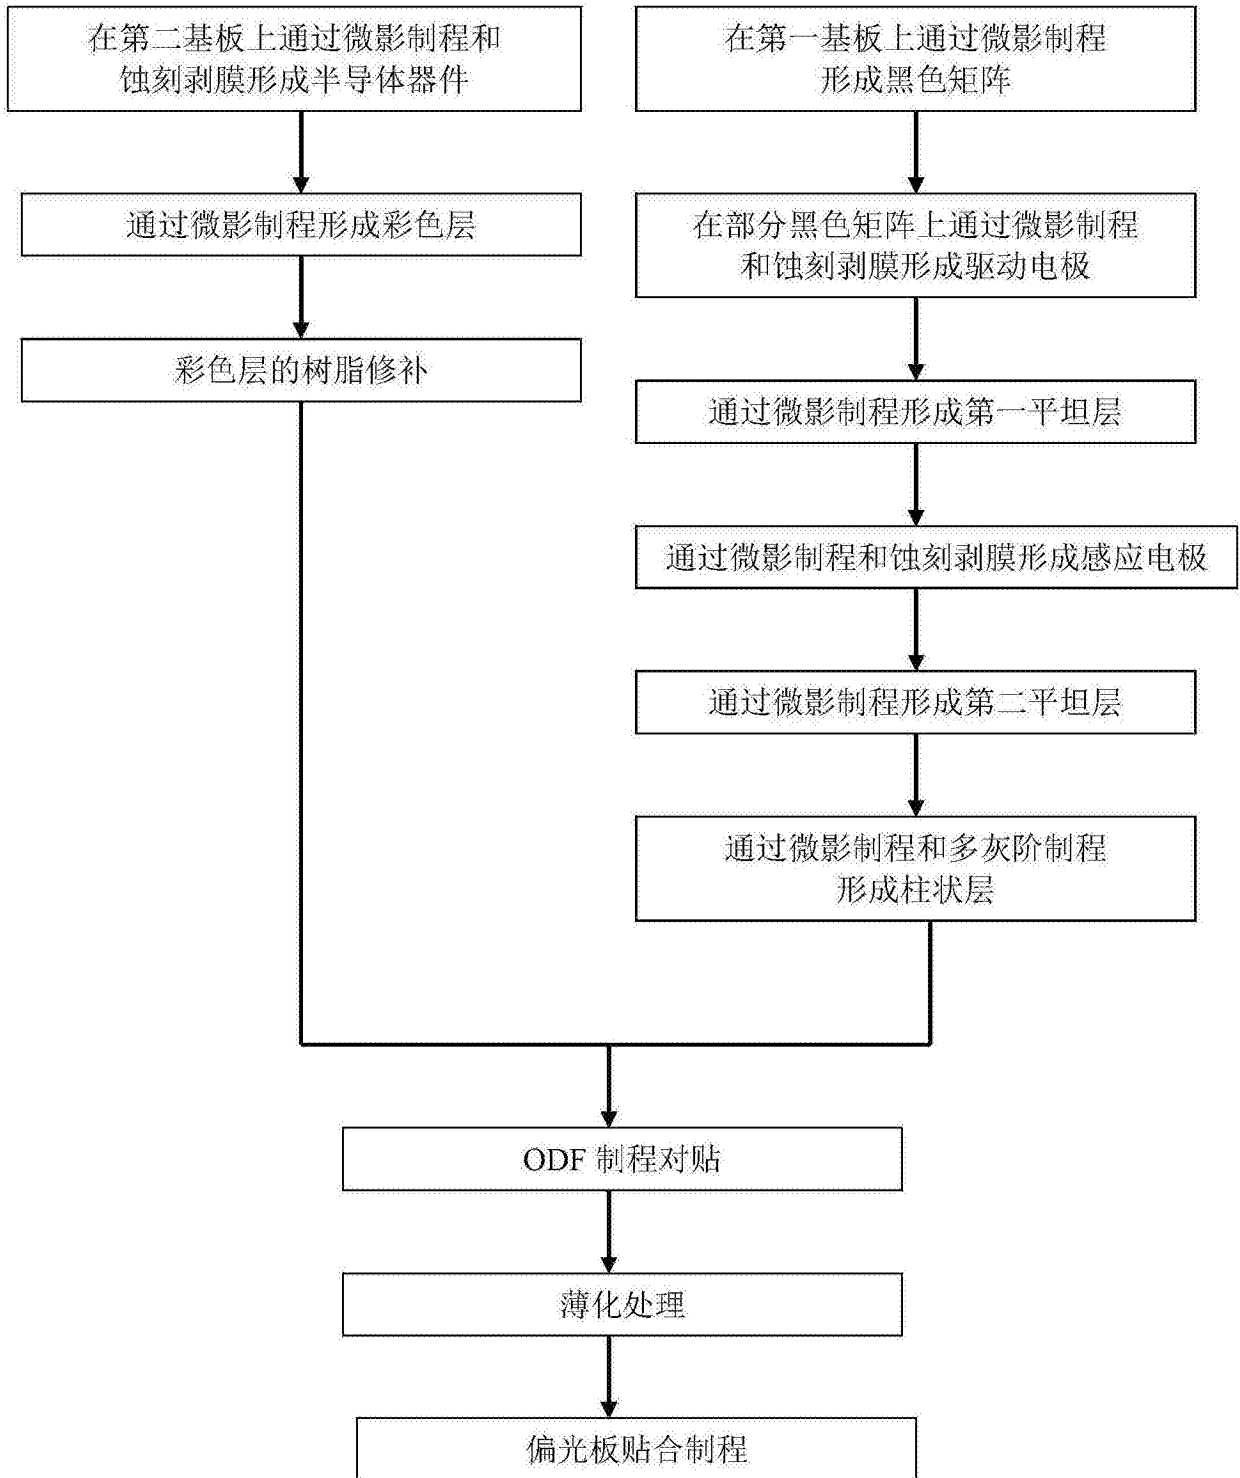 在第二基板上通过微影制程和
蚀刻剥膜形成半导体器件
通过微影制程形成彩色层
彩色层的树脂修补
在第一基板上通过微影制程
形成黑色矩阵
在部分黑色矩阵上通过微影制程
和蚀刻剥膜形成驱动电极
通过微影制程形成第一平坦层
通过微影制程和蚀刻剥膜形成感应电极
通过微影制程形成第二平坦层
通过微影制程和多灰阶制程
形成柱状层
ODF 制程对贴
薄化处理
偏光板贴合制程